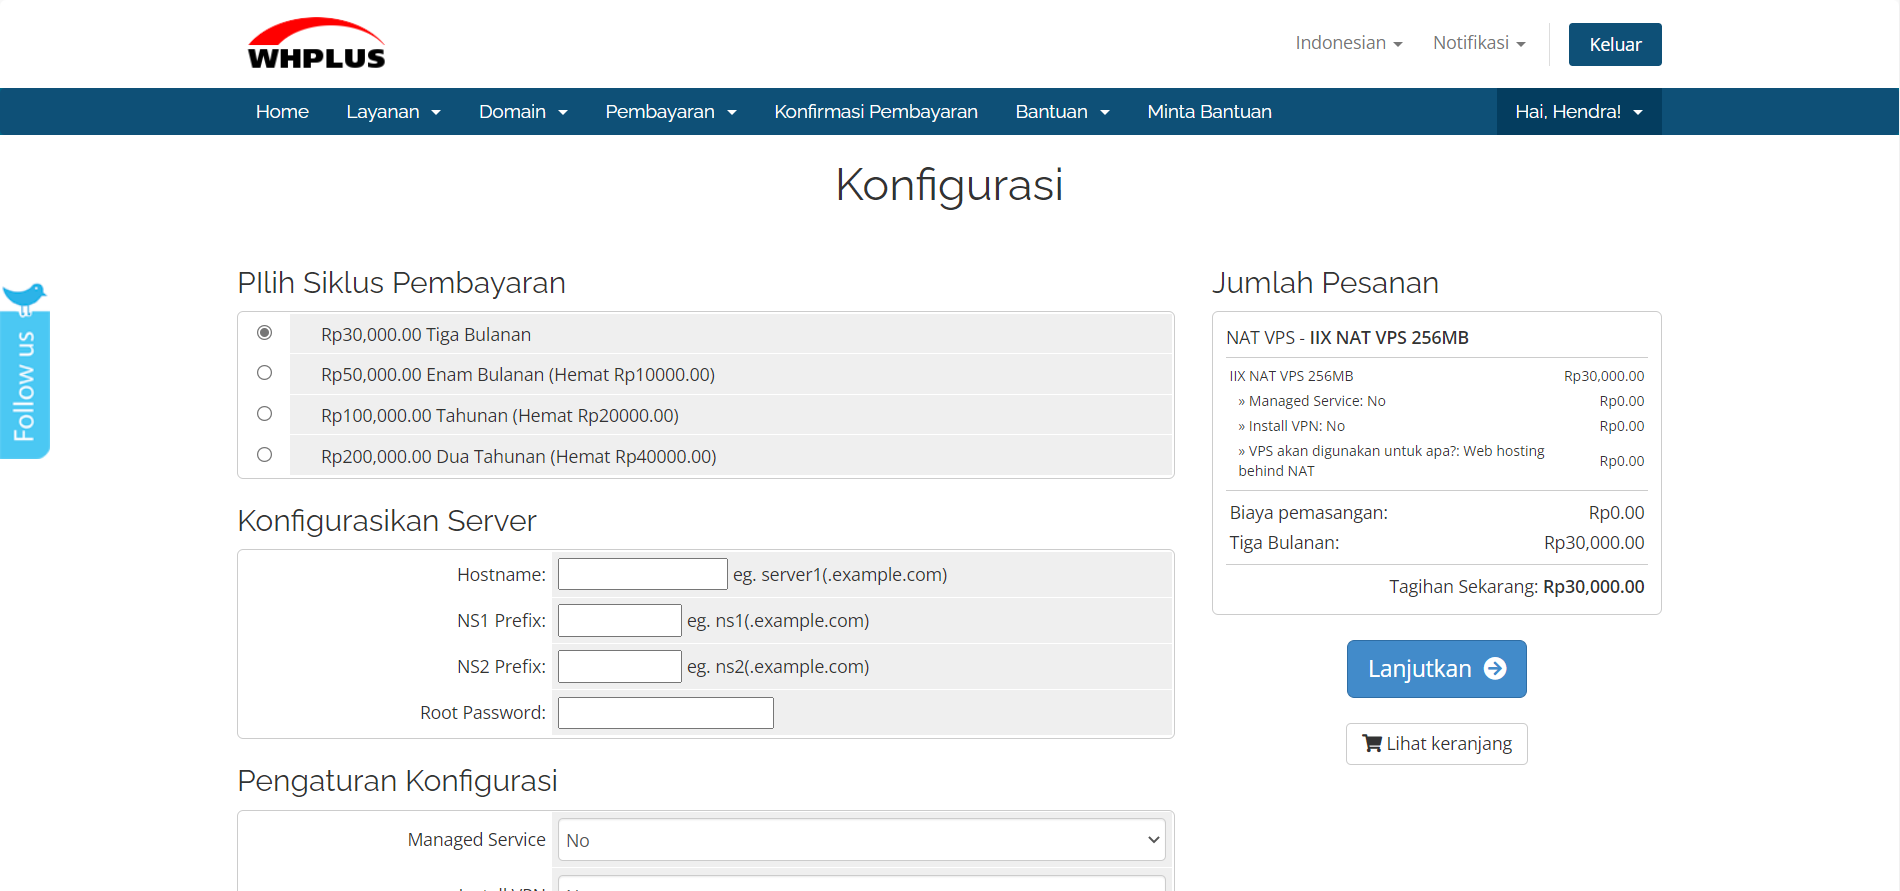 WHPLUS
Indonesian
Notifikasi
Keluar
Home
Layanan
Domain
Pembayaran
Konfirmasi Pembayaran
Bantuan
Minta Bantuan
Hai, Hendra!
Konfigurasi
Follow us
PIlih Siklus Pembayaran
Rp30,000.00 Tiga Bulanan
Rp50,000.00 Enam Bulanan (Hemat Rp10000.00)
Rp100,000.00 Tahunan (Hemat Rp20000.00)
Rp200,000.00 Dua Tahunan (Hemat Rp40000.00)
Konfigurasikan Server
Hostname: eg. server1(.example.com)
NS1 Prefix: eg. ns1(.example.com)
NS2 Prefix: eg. ns2(.example.com)
Root Password:
Pengaturan Konfigurasi
Managed Service No
Jumlah Pesanan
NAT VPS - IIX NAT VPS 256MB
IIX NAT VPS 256MB Rp30,000.00
» Managed Service: No Rp0.00
» Install VPN: No Rp0.00
» VPS akan digunakan untuk apa?: Web hosting
behind NAT Rp0.00
Biaya pemasangan: Rp0.00
Tiga Bulanan: Rp30,000.00
Tagihan Sekarang: Rp30,000.00
Lanjutkan
Lihat keranjang